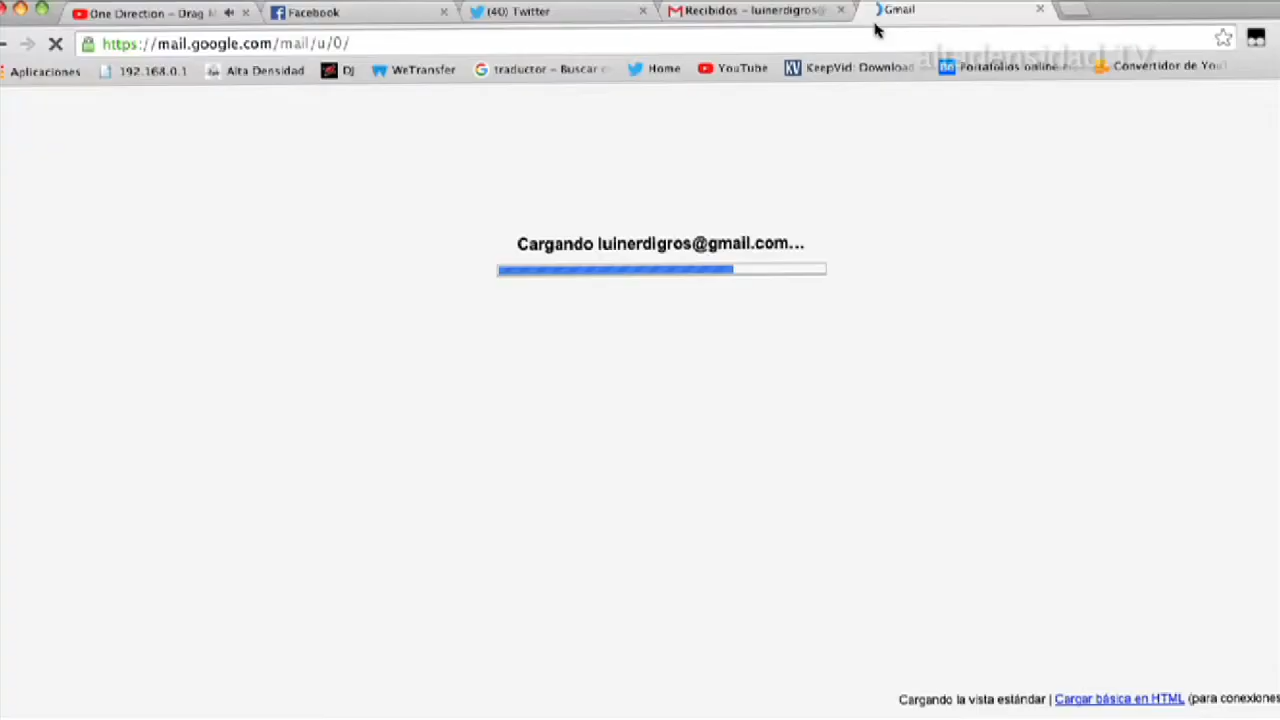 One Direction – Drag
Facebook
(40) Twitter
Recibidos – luinerdigros@
Gmail
https://mail.google.com/mail/u/0/
altadensidad TV
Aplicaciones
192.168.0.1
Alta Densidad
DJ
WeTransfer
Traductor – Buscar c
Home
YouTube
KeepVid: Download
Portafolios online
Convertidor de You
Cargando luinerdigros@gmail.com...
Cargando la vista estándar | Cargar básica en HTML (para conexiones